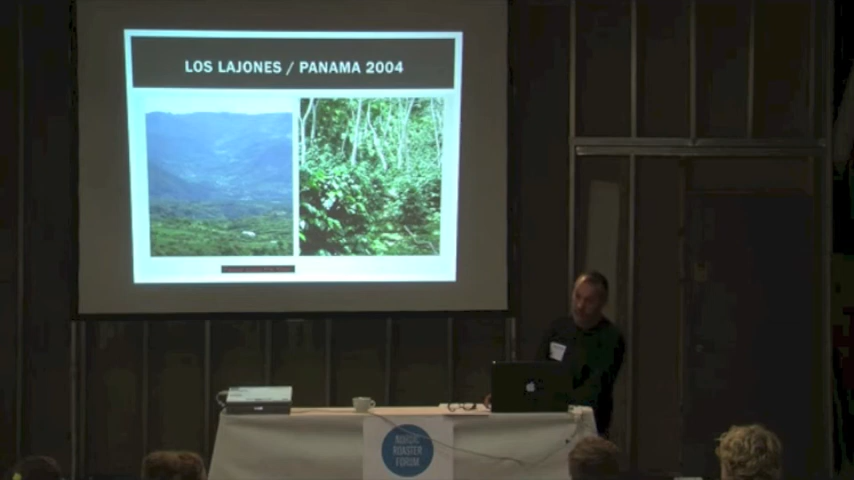 LOS LAJONES / PANAMA 2004
NORDIC
ROASTER
FORUM